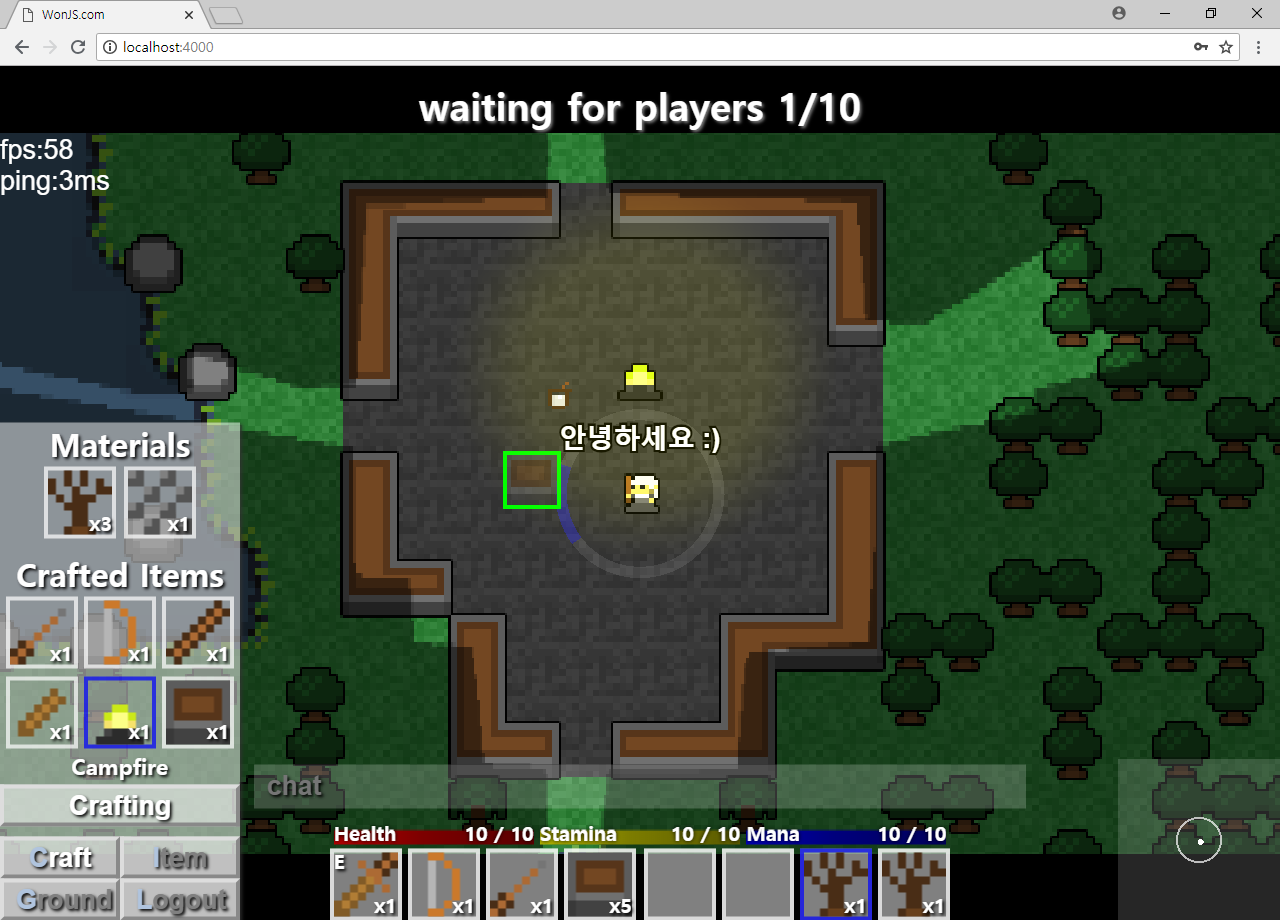 WonJS.com
localhost:4000
waiting for players 1/10
fps:58
ping:3ms
안녕하세요 :)
Materials
x3 x1
Crafted Items
x1 x1 x1
x1 x1 x1
Campfire
Crafting
Craft Item
Ground Logout
chat
Health 10 / 10 Stamina 10 / 10 Mana 10 / 10
E
x1 x1 x1 x5 x1 x1